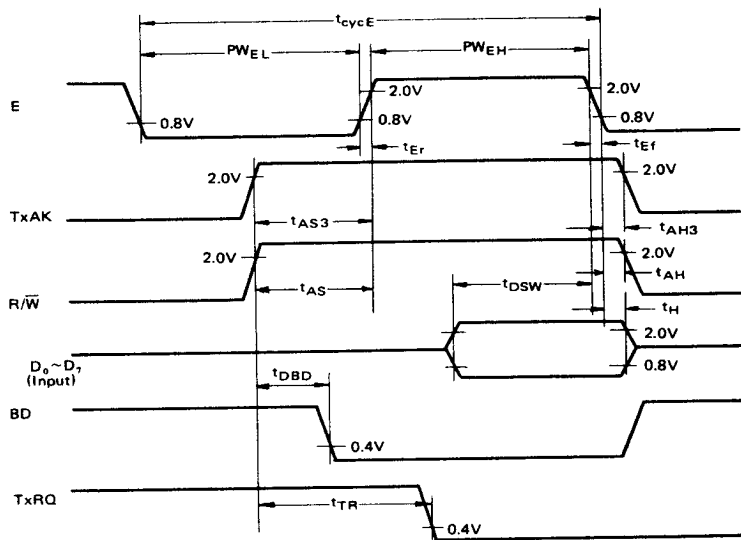 tcycE
PWEL PWEH
E 2.0V 2.0V
0.8V 0.8V 0.8V
tEr tEf
2.0V 2.0V
TxAK tAS3 tAH3
2.0V 2.0V
R/W̅ tAS tDSW tAH
tH
2.0V
D₀~D₇
(Input) 0.8V
tDBD
BD
0.4V
TxRQ tTR
0.4V